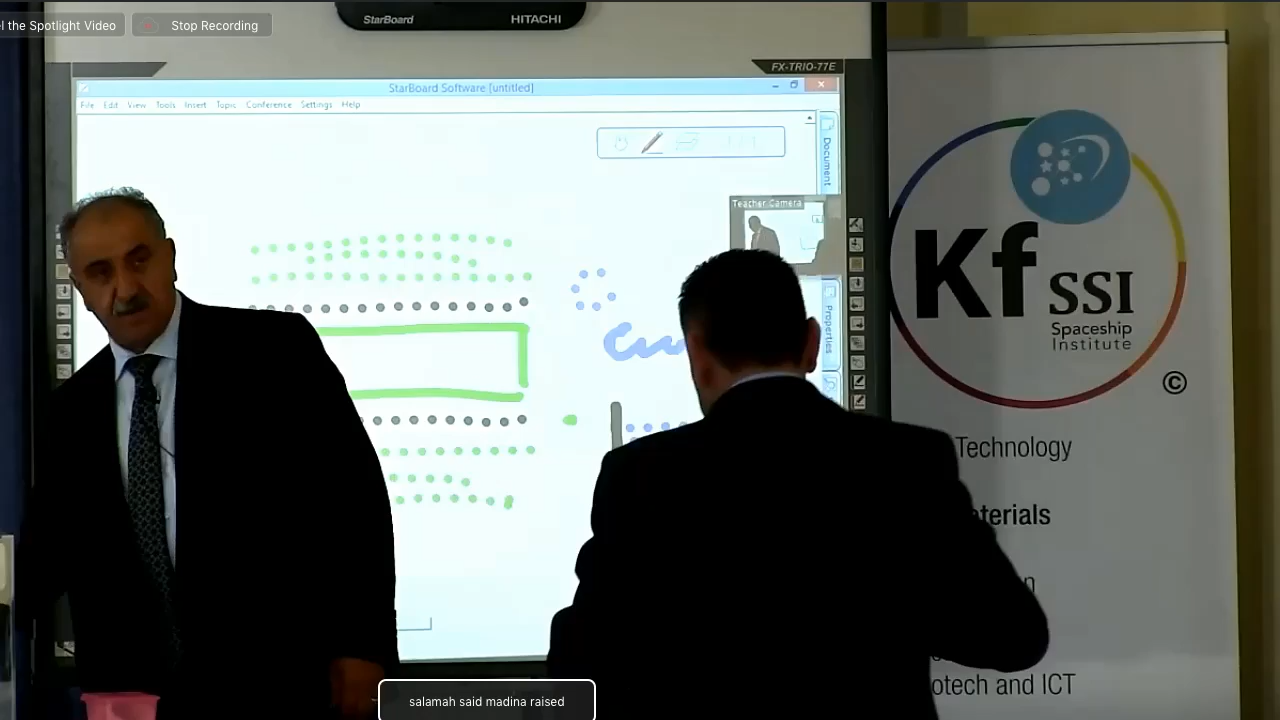 l the Spotlight Video
Stop Recording
StarBoard
HITACHI
FX-TRIO-77E
StarBoard Software [untitled]
File Edit View Tools Insert Topic Conference Settings Help
Document
Teacher Camera
Properties
Kf SSI
Spaceship
Institute
©
Technology
aterials
n
otech and ICT
salamah said madina raised